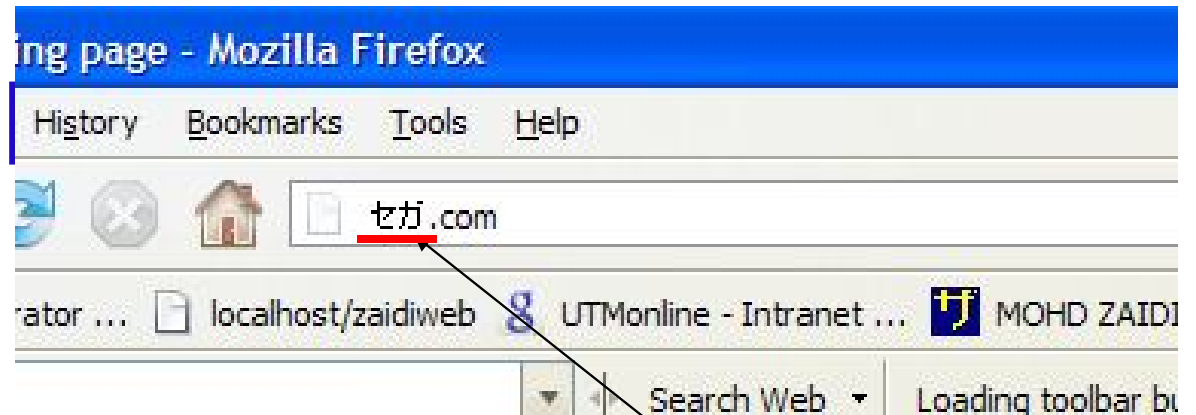 ing page - Mozilla Firefox
History Bookmarks Tools Help
セガ.com
rator ... localhost/zaidiweb UTMonline - Intranet ... サ MOHD ZAIDI
Search Web Loading toolbar bu